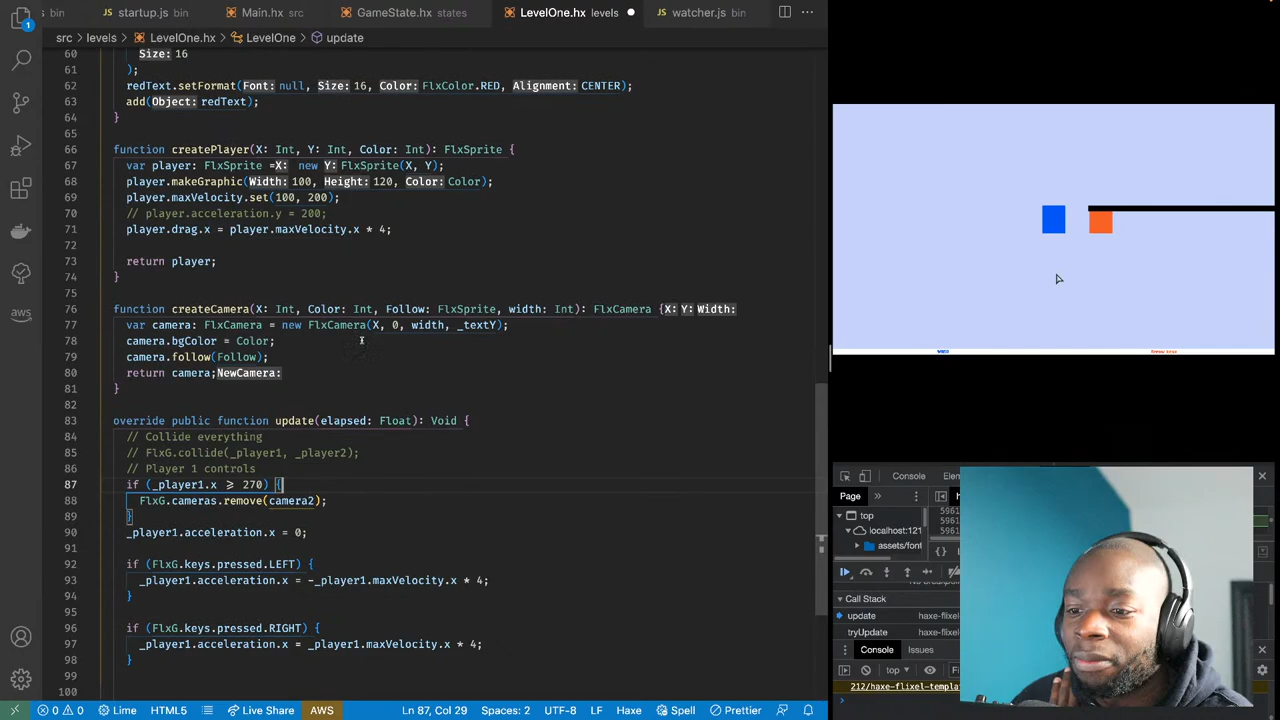 startup.js bin
Main.hx src
GameState.hx states
LevelOne.hx levels
watcher.js bin
1
src > levels > LevelOne.hx > LevelOne > update
60 Size: 16
61 );
62 redText.setFormat(Font: null, Size: 16, Color: FlxColor.RED, Alignment: CENTER);
63 add(Object: redText);
64 }
65
66 function createPlayer(X: Int, Y: Int, Color: Int): FlxSprite {
67 var player: FlxSprite =X: new Y: FlxSprite(X, Y);
68 player.makeGraphic(Width: 100, Height: 120, Color: Color);
69 player.maxVelocity.set(100, 200);
70 // player.acceleration.y = 200;
71 player.drag.x = player.maxVelocity.x * 4;
72
73 return player;
74 }
75
76 function createCamera(X: Int, Color: Int, Follow: FlxSprite, width: Int): FlxCamera {X: Y: Width:
77 var camera: FlxCamera = new FlxCamera(X, 0, width, _textY);
78 camera.bgColor = Color;
79 camera.follow(Follow);
80 return camera;NewCamera:
81 }
82
83 override public function update(elapsed: Float): Void {
84 // Collide everything
85 // FlxG.collide(_player1, _player2);
86 // Player 1 controls
87 if (_player1.x >= 270) {
88 FlxG.cameras.remove(camera2);
89 }
90 _player1.acceleration.x = 0;
91
92 if (FlxG.keys.pressed.LEFT) {
93 _player1.acceleration.x = -_player1.maxVelocity.x * 4;
94 }
95
96 if (FlxG.keys.pressed.RIGHT) {
97 _player1.acceleration.x = _player1.maxVelocity.x * 4;
98 }
99
100
aws
0 0 Lime HTML5 Live Share AWS Ln 87, Col 29 Spaces: 2 UTF-8 LF Haxe Spell Prettier
Page
top
localhost:121
assets/font
5961
5961
5961
Call Stack
update haxe-flixel
tryUpdate haxe-flixel
Console Issues
top
212/haxe-flixel-templa